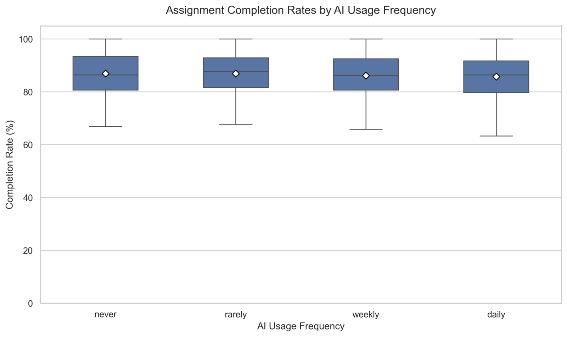 Assignment Completion Rates by AI Usage Frequency
100
80
60
40
20
0
Completion Rate (%)
never
rarely
weekly
daily
AI Usage Frequency